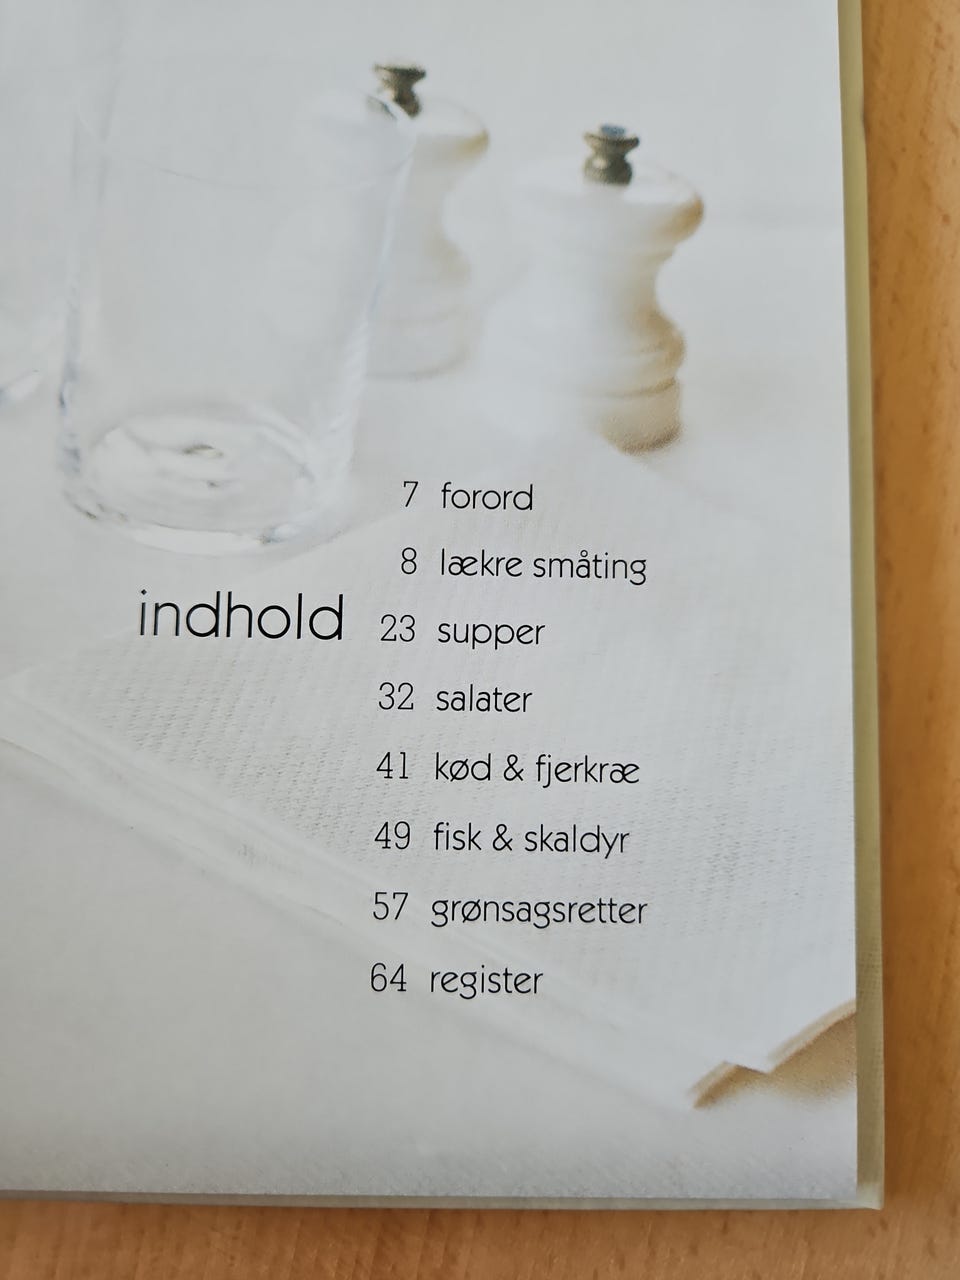 indhold
7 forord
8 lækre småting
23 supper
32 salater
41 kød & fjerkræ
49 fisk & skaldyr
57 grønsagsretter
64 register